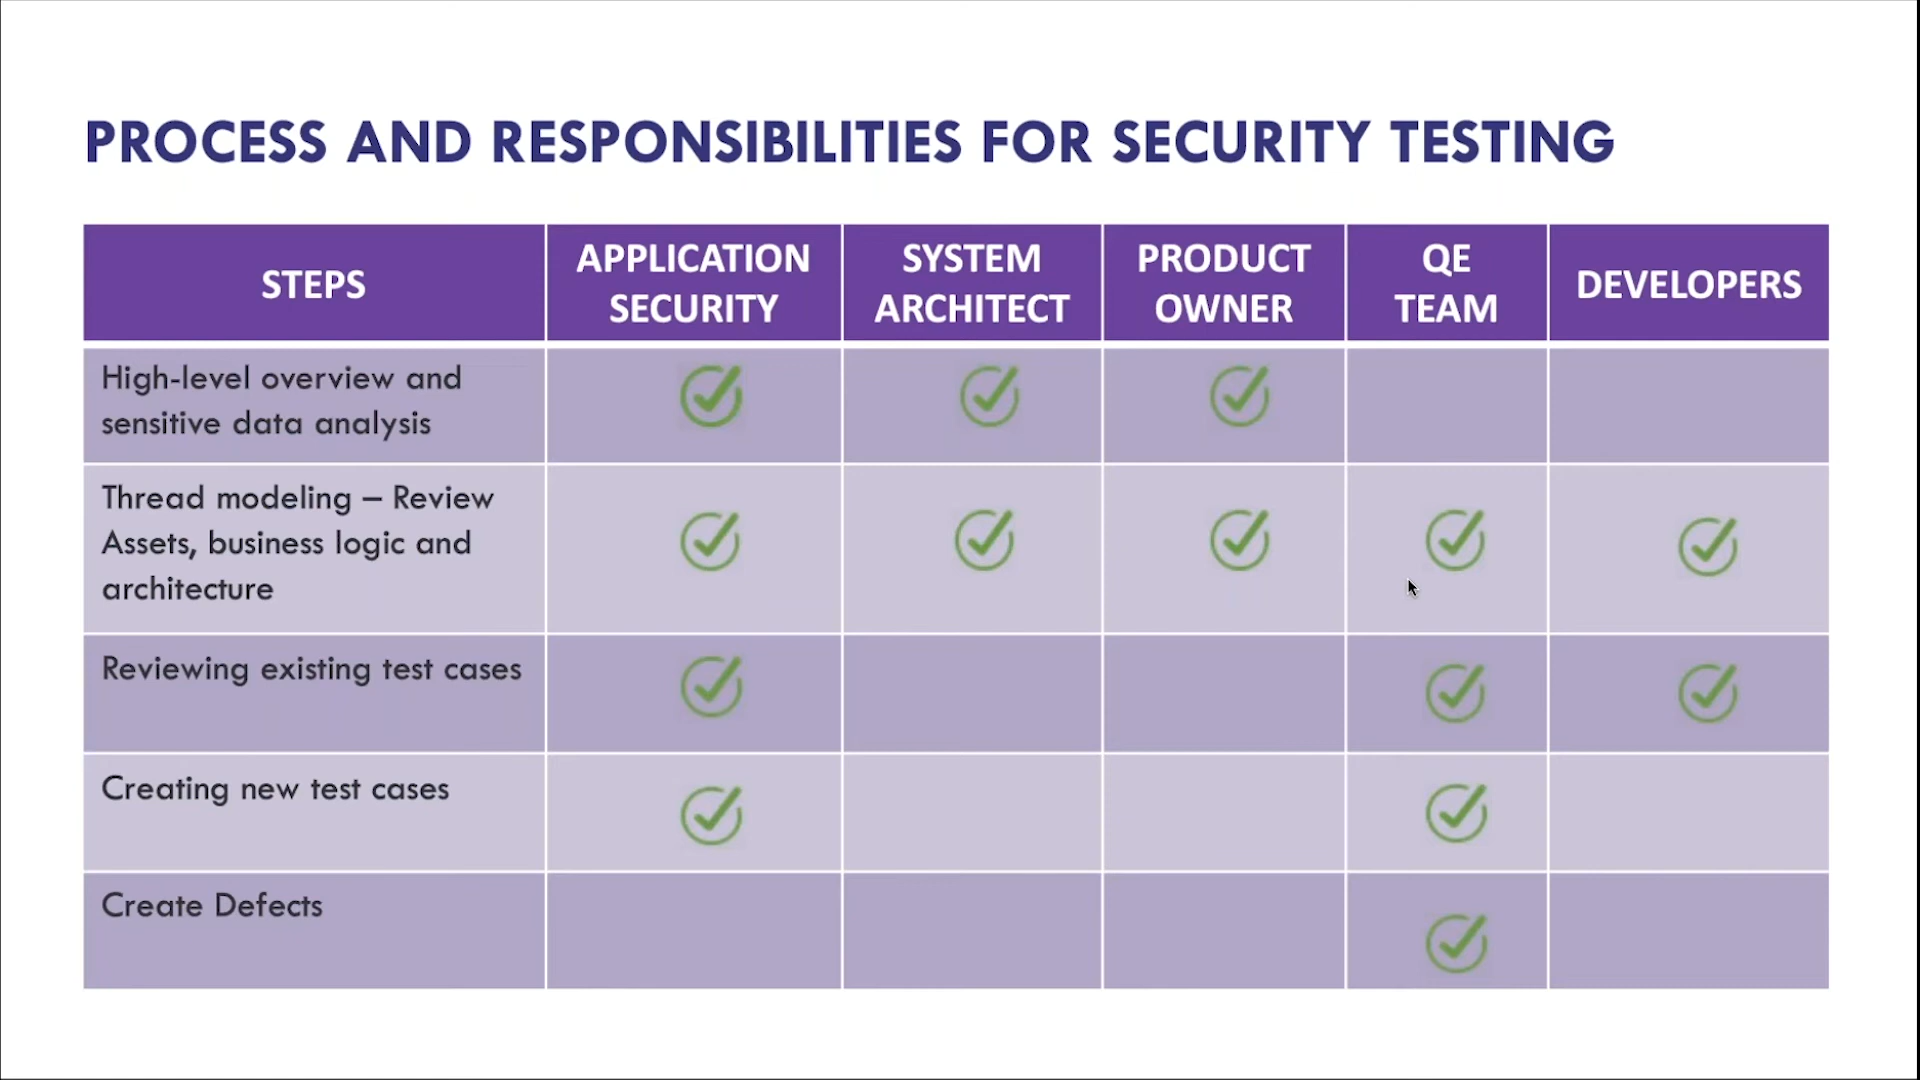 PROCESS AND RESPONSIBILITIES FOR SECURITY TESTING
STEPS
APPLICATION
SECURITY
SYSTEM
ARCHITECT
PRODUCT
OWNER
QE
TEAM
DEVELOPERS
High-level overview and
sensitive data analysis
Thread modeling – Review
Assets, business logic and
architecture
Reviewing existing test cases
Creating new test cases
Create Defects